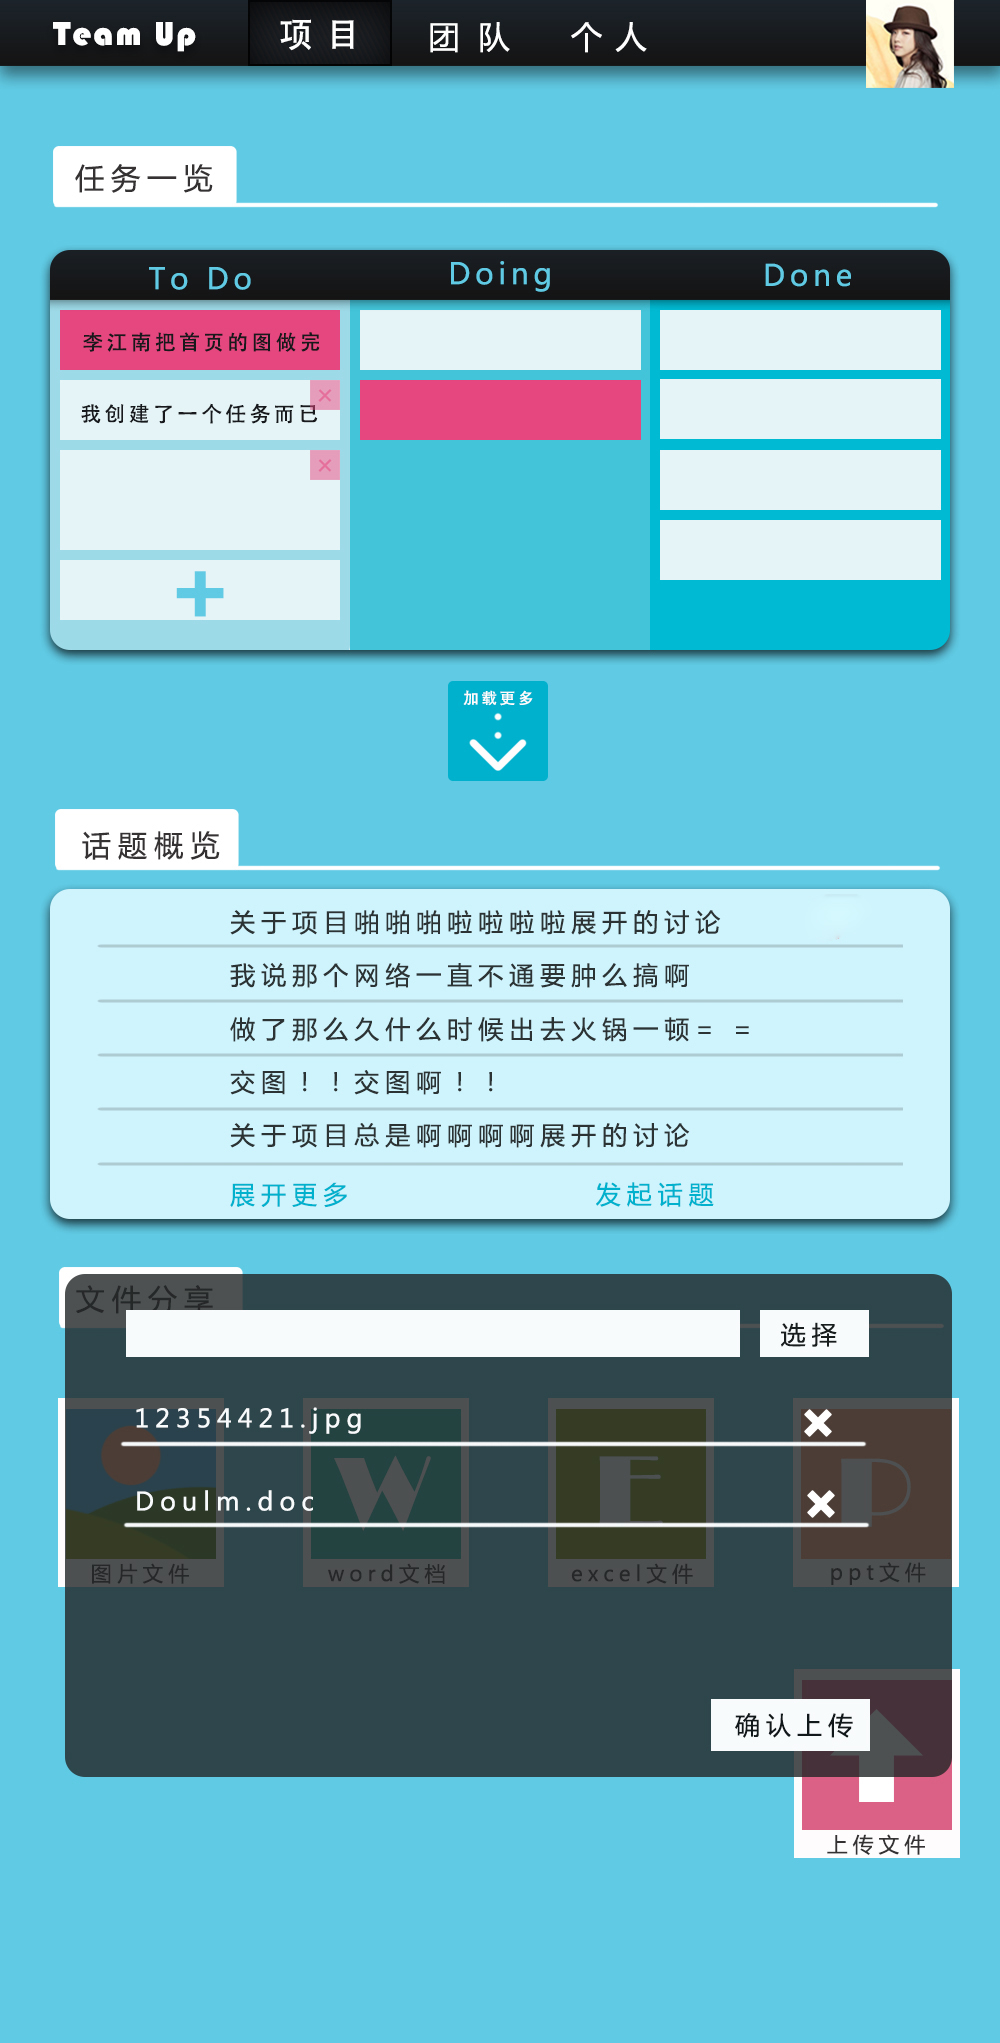 Team Up 项目 团队 个人
任务一览
To Do Doing Done
李江南把首页的图做完
我创建了一个任务而已
加载更多
话题概览
关于项目啪啪啪啦啦啦啦展开的讨论
我说那个网络一直不通要肿么搞啊
做了那么久什么时候出去火锅一顿= =
交图！！交图啊！！
关于项目总是啊啊啊啊展开的讨论
展开更多 发起话题
文件分享
选择
12354421.jpg
Doulm.doc
W E P
图片文件 word文档 excel文件 ppt文件
确认上传
上传文件